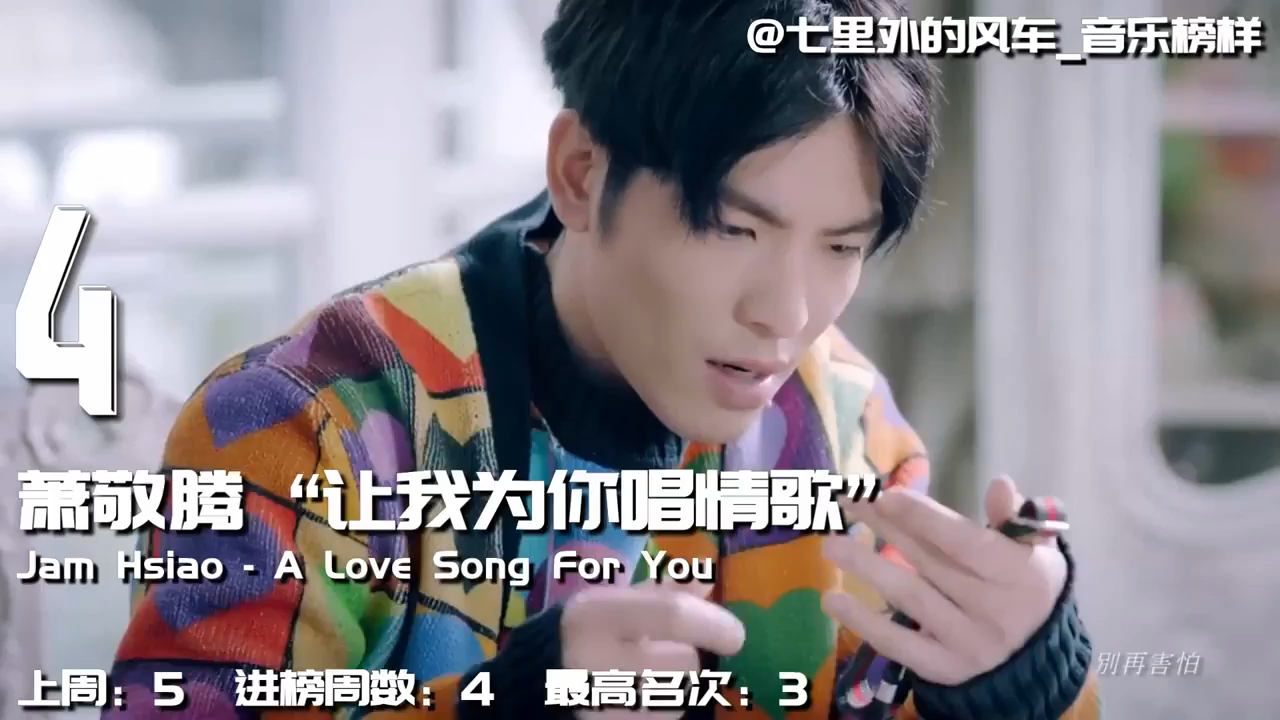 @七里外的风车_音乐榜样
4
萧敬腾 “让我为你唱情歌”
Jam Hsiao - A Love Song For You
别再害怕
上周：5 进榜周数：4 最高名次：3